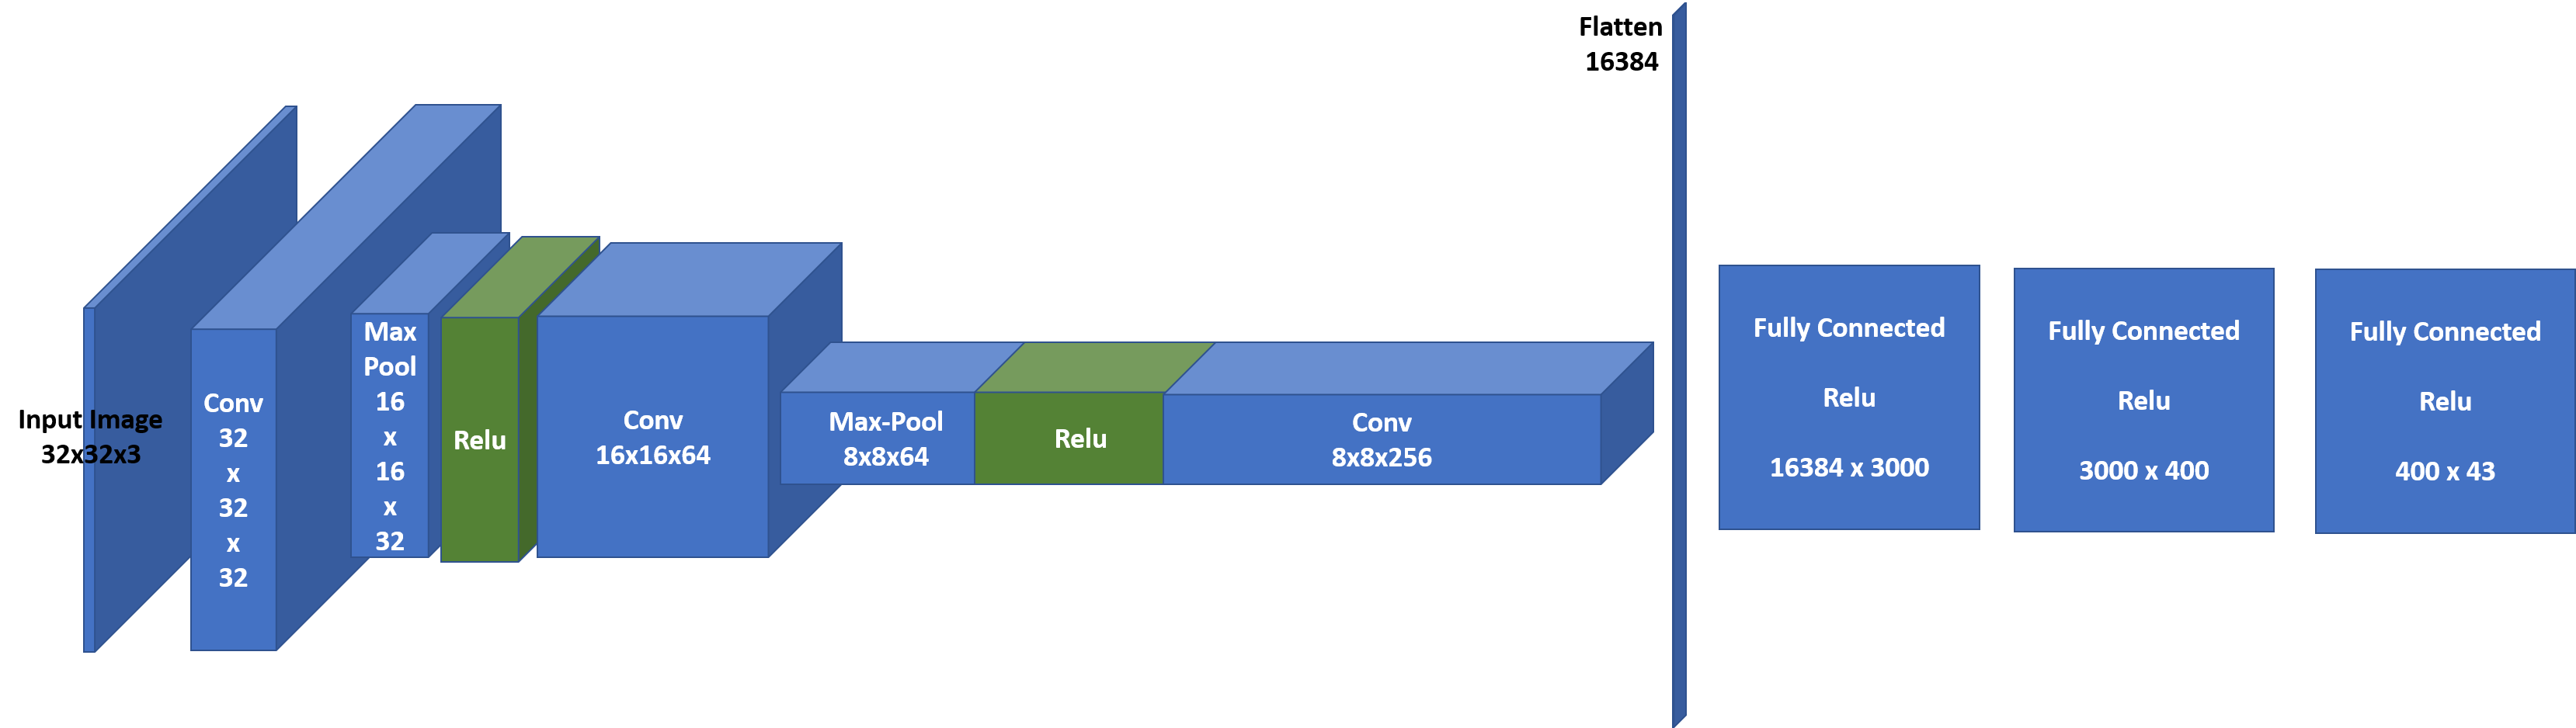 Input Image
32x32x3
Conv
32
x
32
x
32
Max
Pool
16
x
16
x
32
Relu
Conv
16x16x64
Max-Pool
8x8x64
Relu
Conv
8x8x256
Flatten
16384
Fully Connected
Relu
16384 x 3000
Fully Connected
Relu
3000 x 400
Fully Connected
Relu
400 x 43